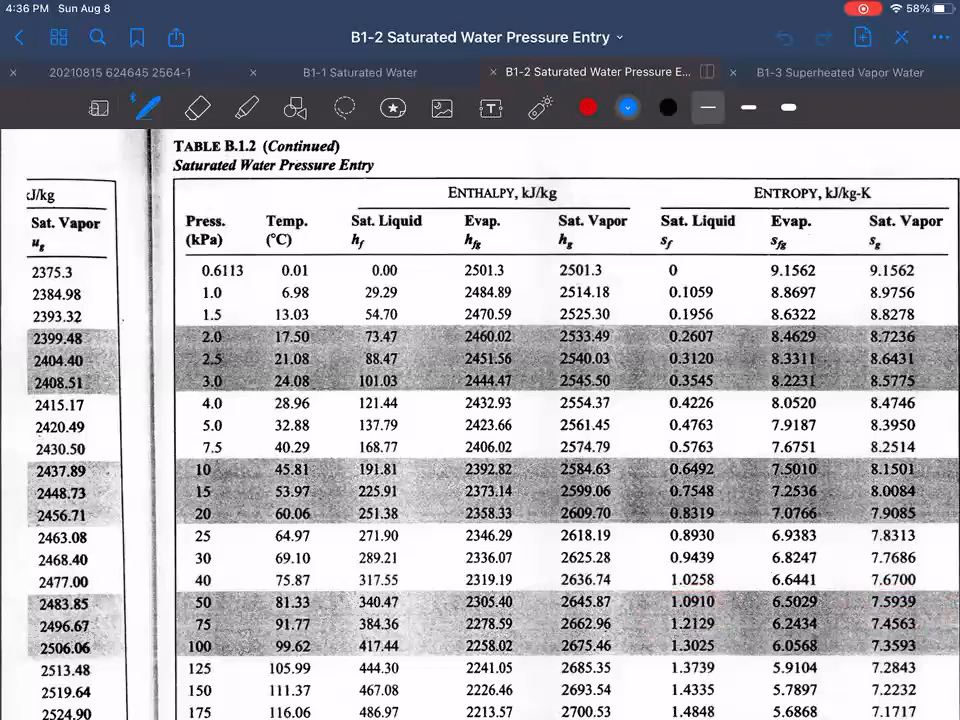 4:36 PM Sun Aug 8
58%
B1-2 Saturated Water Pressure Entry
20210815 624645 2564-1
B1-1 Saturated Water
B1-2 Saturated Water Pressure E...
B1-3 Superheated Vapor Water
TABLE B.1.2 (Continued)
Saturated Water Pressure Entry
kJ/kg ENTHALPY, kJ/kg ENTROPY, kJ/kg-K
Sat. Vapor Press. Temp. Sat. Liquid Evap. Sat. Vapor Sat. Liquid Evap. Sat. Vapor
ug (kPa) (°C) hf hfg hg sf sfg sg
2375.3 0.6113 0.01 0.00 2501.3 2501.3 0 9.1562 9.1562
2384.98 1.0 6.98 29.29 2484.89 2514.18 0.1059 8.8697 8.9756
2393.32 1.5 13.03 54.70 2470.59 2525.30 0.1956 8.6322 8.8278
2399.48 2.0 17.50 73.47 2460.02 2533.49 0.2607 8.4629 8.7236
2404.40 2.5 21.08 88.47 2451.56 2540.03 0.3120 8.3311 8.6431
2408.51 3.0 24.08 101.03 2444.47 2545.50 0.3545 8.2231 8.5775
2415.17 4.0 28.96 121.44 2432.93 2554.37 0.4226 8.0520 8.4746
2420.49 5.0 32.88 137.79 2423.66 2561.45 0.4763 7.9187 8.3950
2430.50 7.5 40.29 168.77 2406.02 2574.79 0.5763 7.6751 8.2514
2437.89 10 45.81 191.81 2392.82 2584.63 0.6492 7.5010 8.1501
2448.73 15 53.97 225.91 2373.14 2599.06 0.7548 7.2536 8.0084
2456.71 20 60.06 251.38 2358.33 2609.70 0.8319 7.0766 7.9085
2463.08 25 64.97 271.90 2346.29 2618.19 0.8930 6.9383 7.8313
2468.40 30 69.10 289.21 2336.07 2625.28 0.9439 6.8247 7.7686
2477.00 40 75.87 317.55 2319.19 2636.74 1.0258 6.6441 7.6700
2483.85 50 81.33 340.47 2305.40 2645.87 1.0910 6.5029 7.5939
2496.67 75 91.77 384.36 2278.59 2662.96 1.2129 6.2434 7.4563
2506.06 100 99.62 417.44 2258.02 2675.46 1.3025 6.0568 7.3593
2513.48 125 105.99 444.30 2241.05 2685.35 1.3739 5.9104 7.2843
2519.64 150 111.37 467.08 2226.46 2693.54 1.4335 5.7897 7.2232
2524.90 175 116.06 486.97 2213.57 2700.53 1.4848 5.6868 7.1717